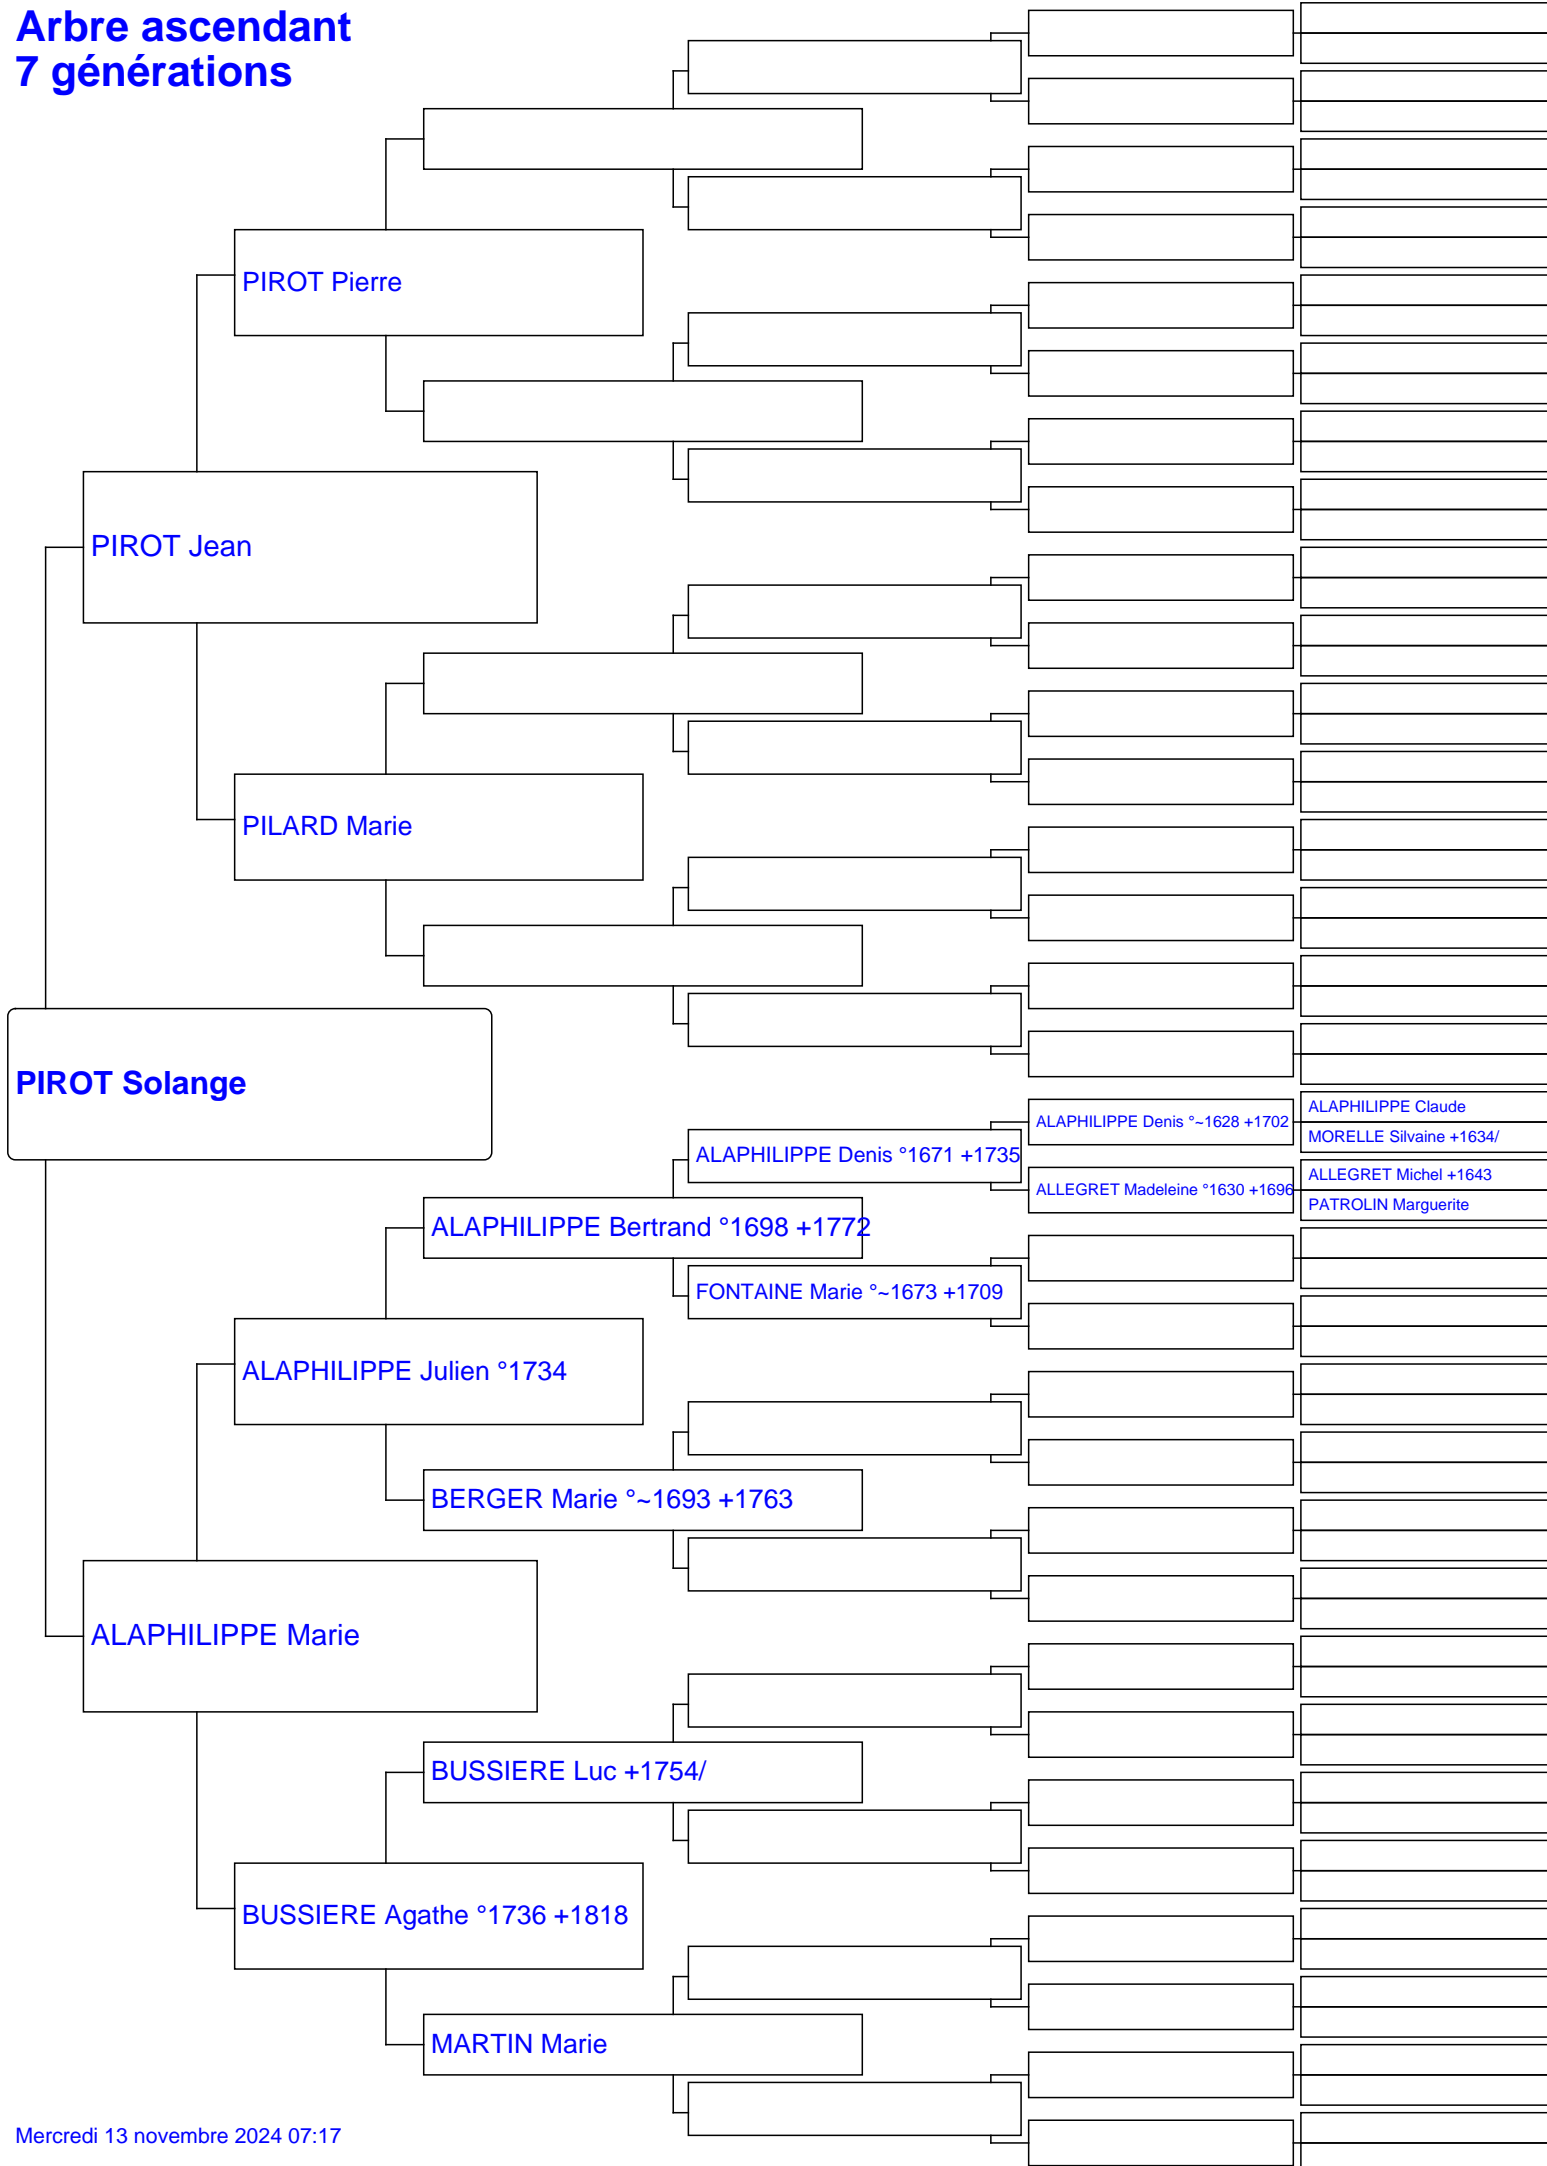 Arbre ascendant
7 générations
PIROT Pierre
PIROT Jean
PILARD Marie
PIROT Solange
ALAPHILIPPE Claude
ALAPHILIPPE Denis °~1628 +1702
MORELLE Silvaine +1634/
ALAPHILIPPE Denis °1671 +1735
ALLEGRET Michel +1643
ALLEGRET Madeleine °1630 +1696
PATROLIN Marguerite
ALAPHILIPPE Bertrand °1698 +1772
FONTAINE Marie °~1673 +1709
ALAPHILIPPE Julien °1734
BERGER Marie °~1693 +1763
ALAPHILIPPE Marie
BUSSIERE Luc +1754/
BUSSIERE Agathe °1736 +1818
MARTIN Marie
Mercredi 13 novembre 2024 07:17